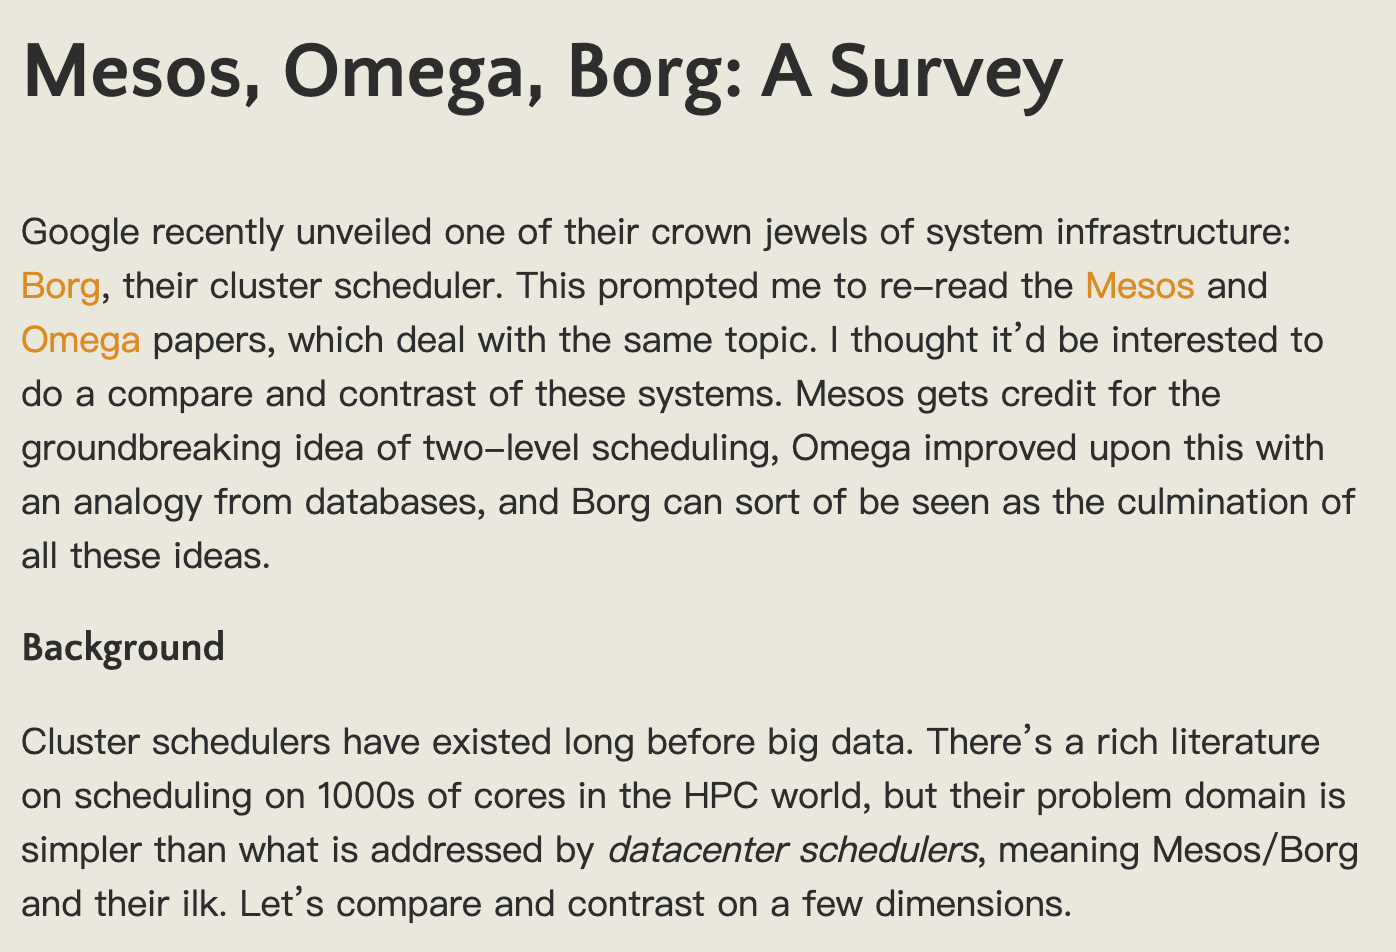 Mesos, Omega, Borg: A Survey
Google recently unveiled one of their crown jewels of system infrastructure:
Borg, their cluster scheduler. This prompted me to re–read the Mesos and
Omega papers, which deal with the same topic. I thought it’d be interested to
do a compare and contrast of these systems. Mesos gets credit for the
groundbreaking idea of two–level scheduling, Omega improved upon this with
an analogy from databases, and Borg can sort of be seen as the culmination of
all these ideas.
Background
Cluster schedulers have existed long before big data. There’s a rich literature
on scheduling on 1000s of cores in the HPC world, but their problem domain is
simpler than what is addressed by datacenter schedulers, meaning Mesos/Borg
and their ilk. Let’s compare and contrast on a few dimensions.